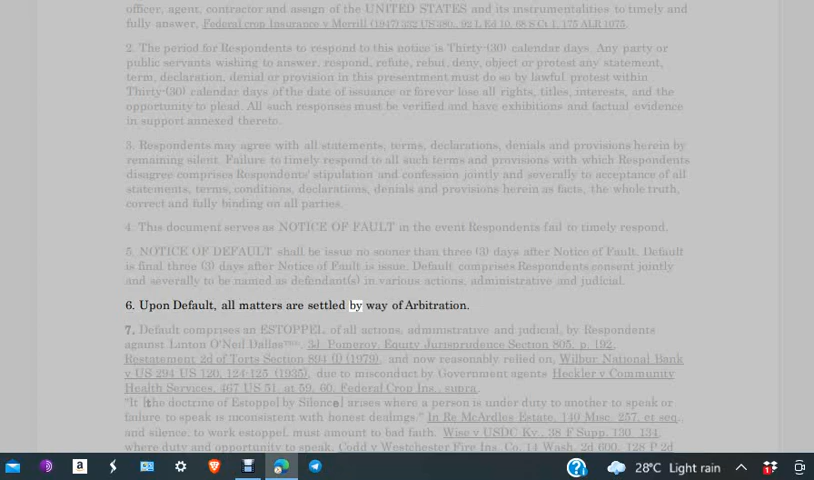 officer, agent, contractor and assign of the UNITED STATES and its instrumentalities to timely and
fully answer. Federal crop Insurance v Merrill (1947) 332 US 380., 92 L Ed 10, 68 S Ct 1, 175 ALR 1075.
2. The period for Respondents to respond to this notice is Thirty-(30) calendar days. Any party or
public servants wishing to answer, respond, refute, rebut, deny, object or protest any statement,
term, declaration, denial or provision in this presentment must do so by lawful protest within
Thirty-(30) calendar days of the date of issuance or forever lose all rights, titles, interests, and the
opportunity to plead. All such responses must be verified and have exhibitions and factual evidence
in support annexed thereto.
3. Respondents may agree with all statements, terms, declarations, denials and provisions herein by
remaining silent. Failure to timely respond to all such terms and provisions with which Respondents
disagree comprises Respondents' stipulation and confession jointly and severally to acceptance of all
statements, terms, conditions, declarations, denials and provisions herein as facts, the whole truth,
correct and fully binding on all parties.
4. This document serves as NOTICE OF FAULT in the event Respondents fail to timely respond.
5. NOTICE OF DEFAULT shall be issue no sooner than three (3) days after Notice of Fault. Default
is final three (3) days after Notice of Fault is issue. Default comprises Respondents consent jointly
and severally to be named as defendant(s) in various actions, administrative and judicial.
6. Upon Default, all matters are settled by way of Arbitration.
7. Default comprises an ESTOPPEL of all actions, administrative and judicial, by Respondents
against Linton O'Neil Dallas 3d Pomeroy, Equity Jurisprudence Section 805, p. 192,
Restatement 2d of Torts Section 894 (1) (1979), and now reasonably relied on, Wilbur National Bank
v US 294 US 120, 124-125 (1935), due to misconduct by Government agents Heckler v Community
Health Services, 467 US 51, at 59, 60, Federal Crop Ins., supra.
"It [the doctrine of Estoppel by Silence] arises where a person is under duty to another to speak or
failure to speak is inconsistent with honest dealings." In Re McArdles Estate, 140 Misc. 257, et seq.,
and silence, to work estoppel, must amount to bad faith. Wise v USDC Ky., 38 F Supp. 130, 134,
where duty and opportunity to speak. Codd v Westchester Fire Ins. Co. 14 Wash. 2d 600, 128 P 2d
28°C Light rain